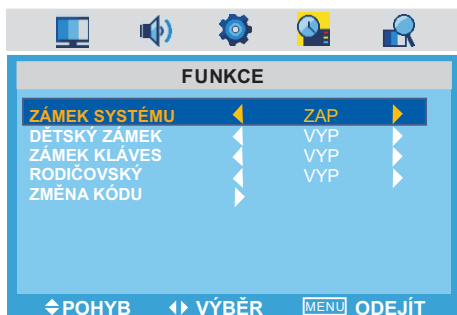 FUNKCE
ZÁMEK SYSTÉMU ZAP
DĚTSKÝ ZÁMEK VYP
ZÁMEK KLÁVES VYP
RODIČOVSKÝ VYP
ZMĚNA KÓDU
POHYB VÝBĚR MENU ODEJÍT